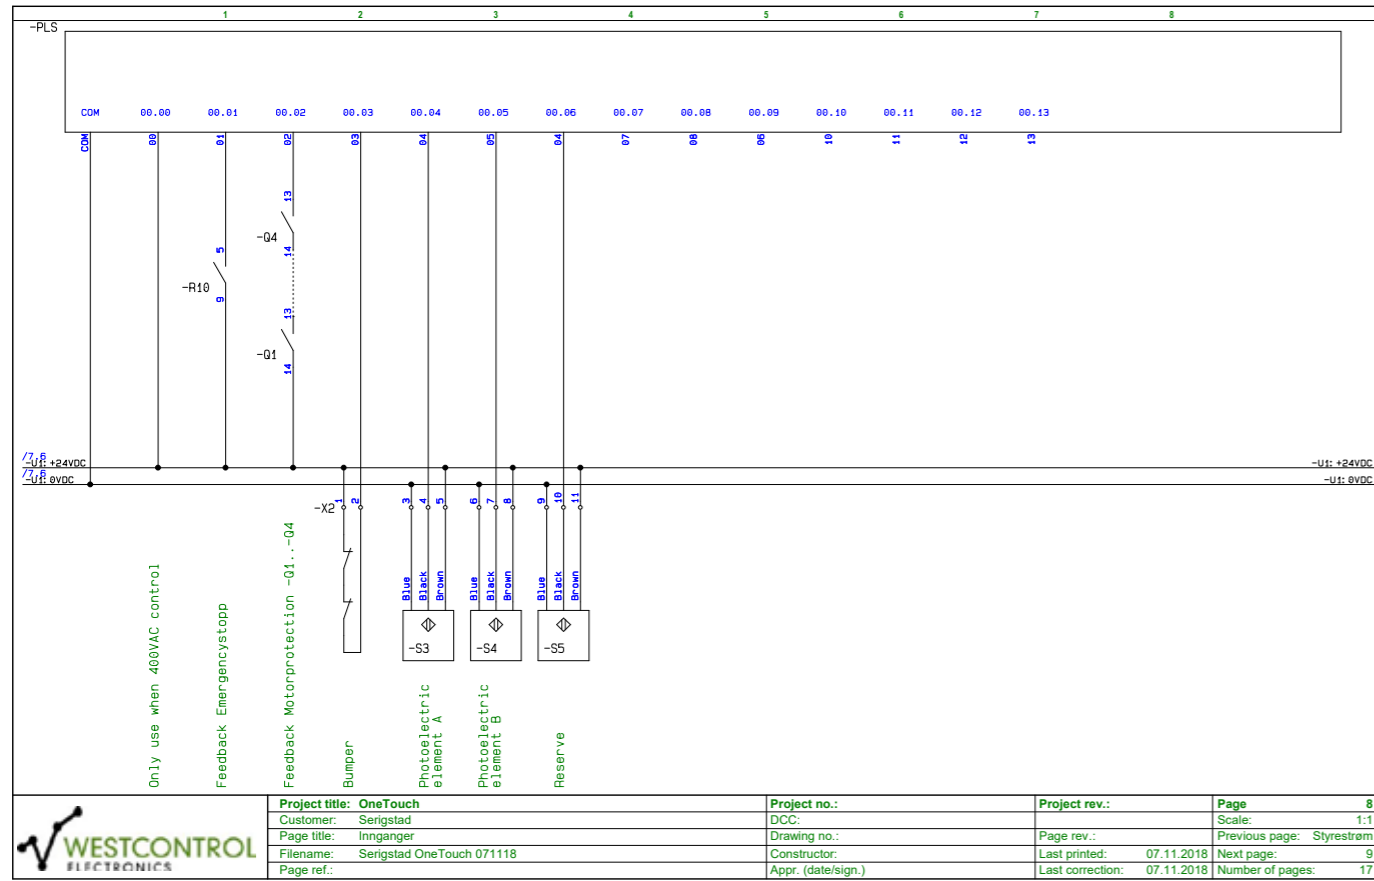 1 2 3 4 5 6 7 8
-PLS
COM 00.00 00.01 00.02 00.03 00.04 00.05 00.06 00.07 00.08 00.09 00.10 00.11 00.12 00.13
COM 00 01 02 03 04 05 04 07 08 06 10 11 12 13
13
-Q4
14
5
-R10
9
13
-Q1
14
/7.6
-U1: +24VDC
-U1: +24VDC
/7.6
-U1: 0VDC
-U1: 0VDC
-X2
1 2 3 4 5 6 7 8 9 10 11
Blue Black Brown Blue Black Brown Blue Black Brown
-S3 -S4 -S5
Only use when 400VAC control
Feedback Emergencystopp
Feedback Motorprotection -Q1..-Q4
Bumper
Photoelectric
element A
Photoelectric
element B
Reserve
WESTCONTROL
ELECTRONICS
Project title: OneTouch Project no.: Project rev.: Page 8
Customer: Serigstad DCC: Scale: 1:1
Page title: Innganger Drawing no.: Page rev.: Previous page: Styrestrøm
Filename: Serigstad OneTouch 071118 Constructor: Last printed: 07.11.2018 Next page: 9
Page ref.: Appr. (date/sign.) Last correction: 07.11.2018 Number of pages: 17